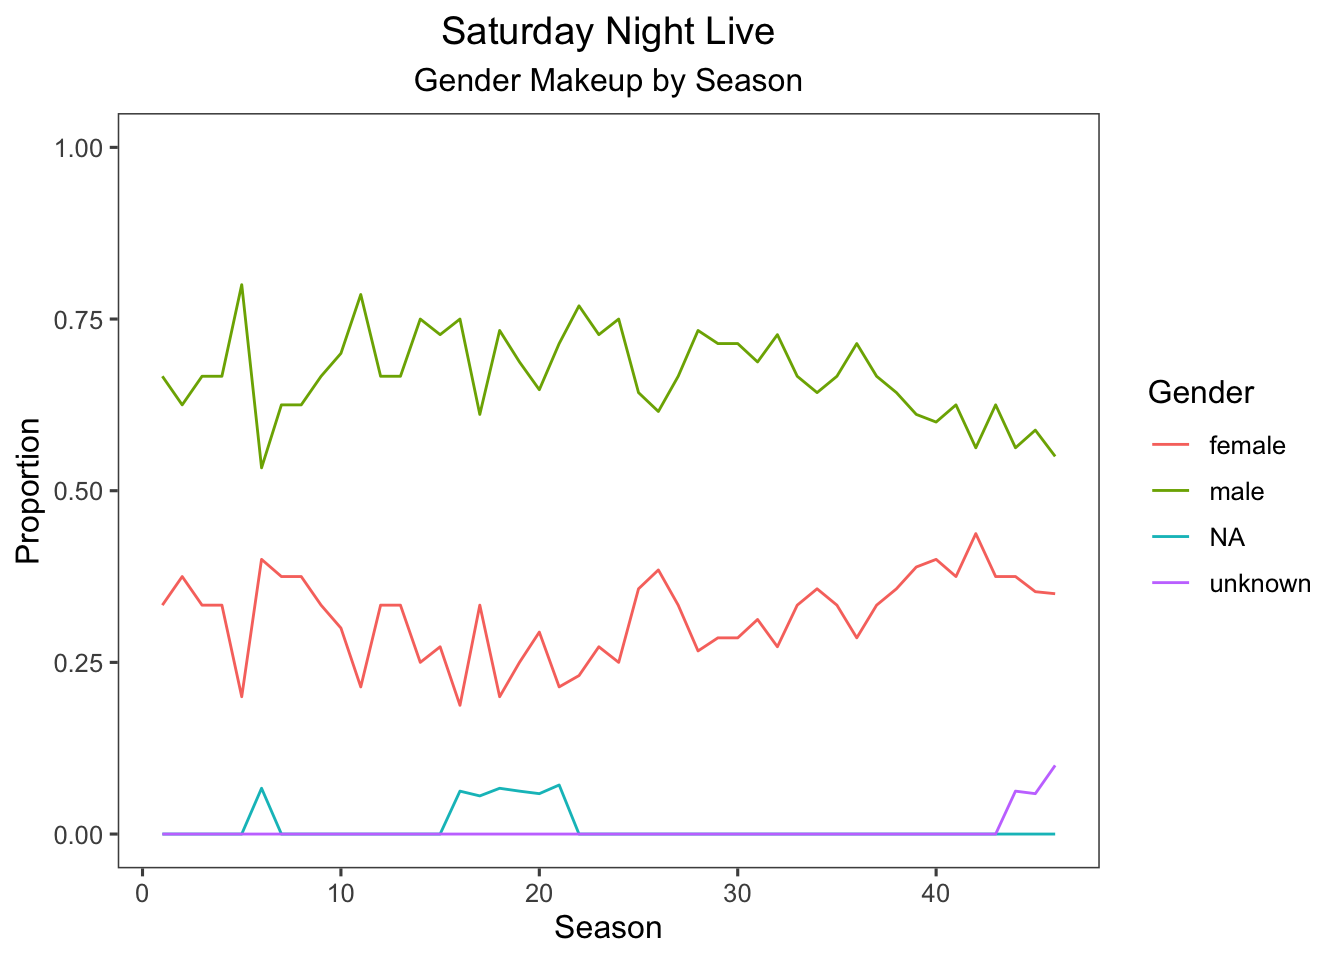 Saturday Night Live
Gender Makeup by Season
1.00
0.75
0.50
0.25
0.00
Proportion
0
10
20
30
40
Season
Gender
female
male
NA
unknown